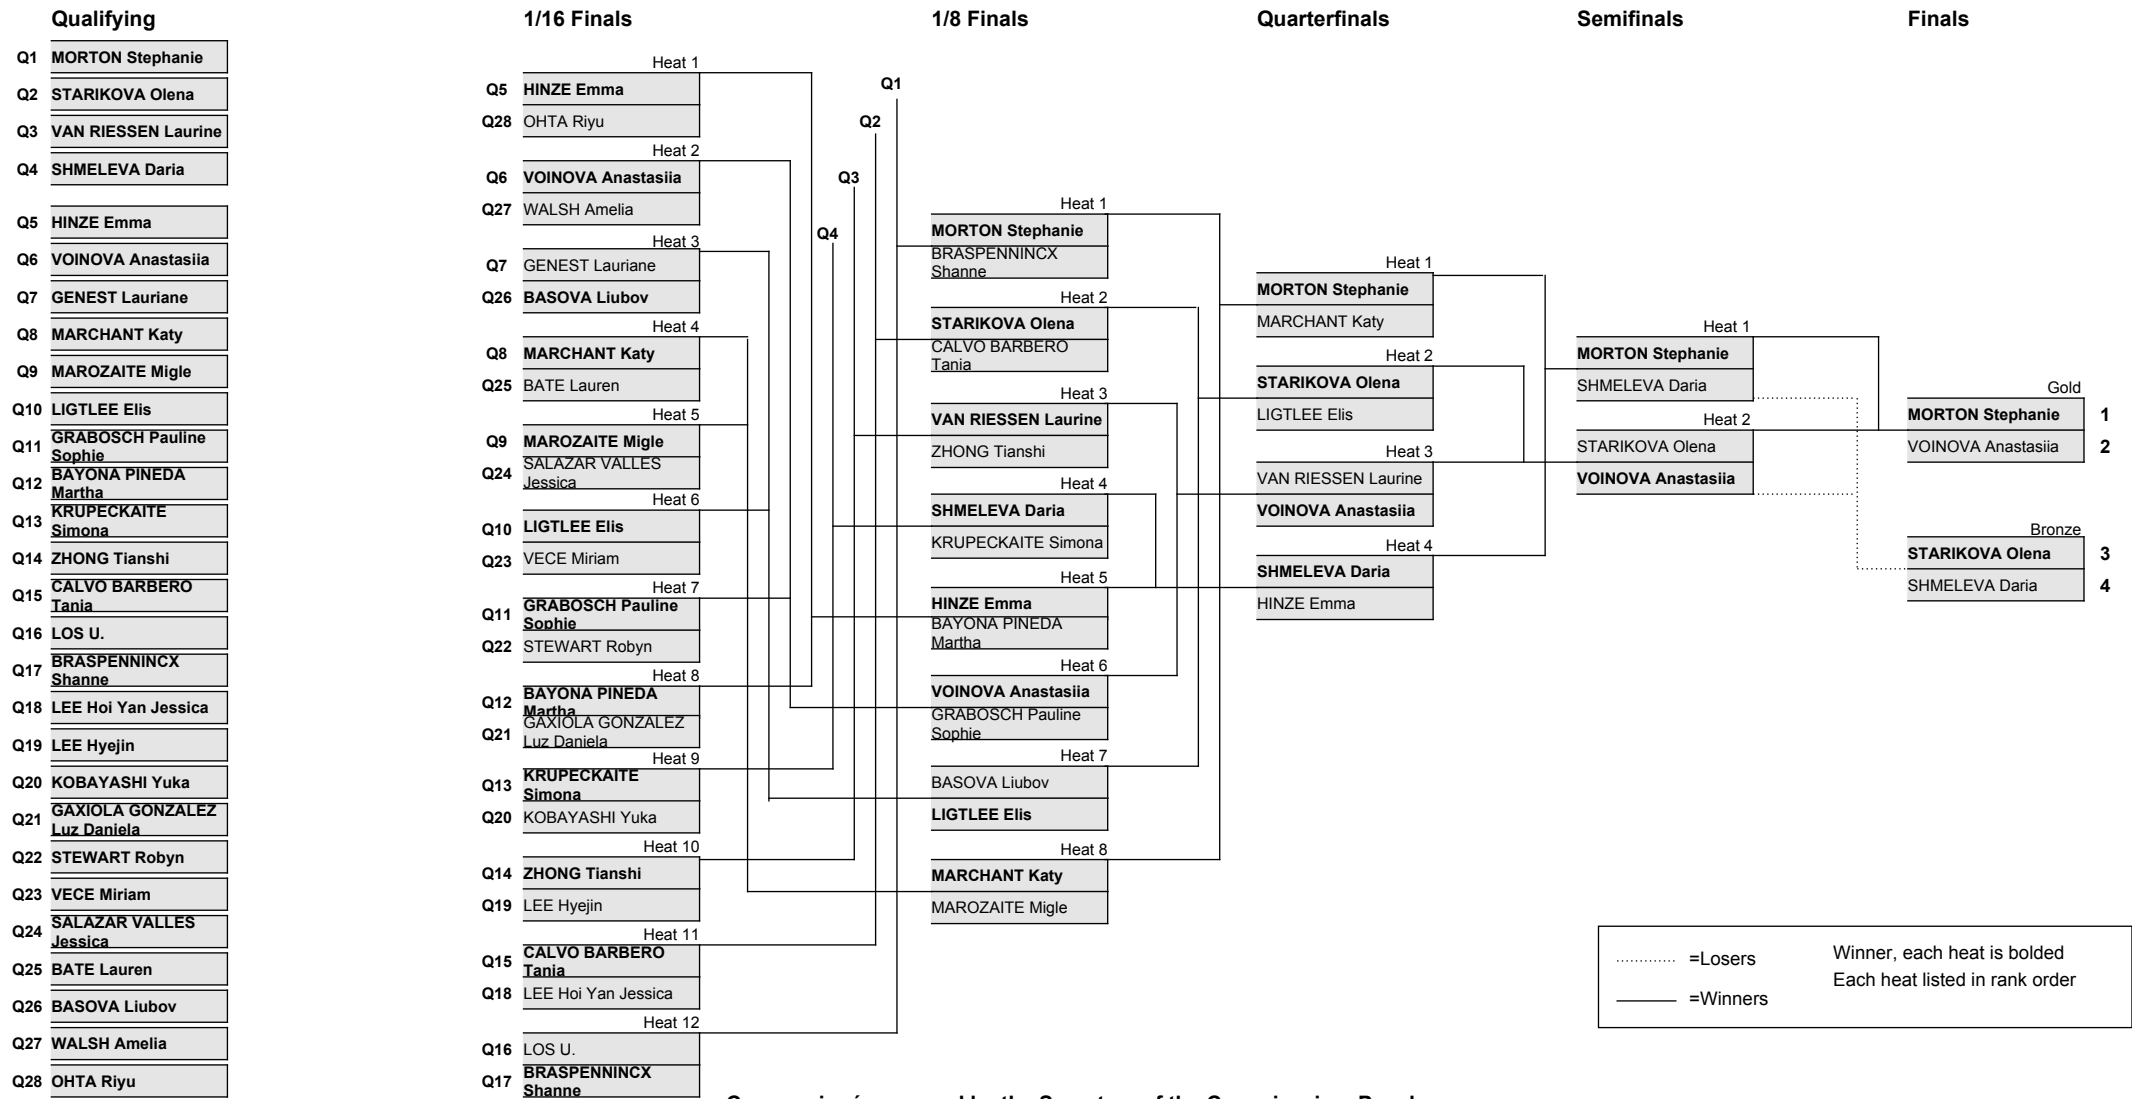 Qualifying
1/16 Finals
1/8 Finals
Quarterfinals
Semifinals
Finals
Q1 MORTON Stephanie
Q2 STARIKOVA Olena
Q3 VAN RIESSEN Laurine
Q4 SHMELEVA Daria
Q5 HINZE Emma
Q6 VOINOVA Anastasiia
Q7 GENEST Lauriane
Q8 MARCHANT Katy
Q9 MAROZAITE Migle
Q10 LIGTLEE Elis
Q11 GRABOSCH Pauline
Sophie
Q12 BAYONA PINEDA
Martha
Q13 KRUPECKAITE
Simona
Q14 ZHONG Tianshi
Q15 CALVO BARBERO
Tania
Q16 LOS U.
Q17 BRASPENNINCX
Shanne
Q18 LEE Hoi Yan Jessica
Q19 LEE Hyejin
Q20 KOBAYASHI Yuka
Q21 GAXIOLA GONZALEZ
Luz Daniela
Q22 STEWART Robyn
Q23 VECE Miriam
Q24 SALAZAR VALLES
Jessica
Q25 BATE Lauren
Q26 BASOVA Liubov
Q27 WALSH Amelia
Q28 OHTA Riyu
Heat 1
Q5 HINZE Emma
Q28 OHTA Riyu
Heat 2
Q6 VOINOVA Anastasiia
Q27 WALSH Amelia
Heat 3
Q7 GENEST Lauriane
Q26 BASOVA Liubov
Heat 4
Q8 MARCHANT Katy
Q25 BATE Lauren
Heat 5
Q9 MAROZAITE Migle
Q24 SALAZAR VALLES
Jessica
Heat 6
Q10 LIGTLEE Elis
Q23 VECE Miriam
Heat 7
Q11 GRABOSCH Pauline
Sophie
Q22 STEWART Robyn
Heat 8
Q12 BAYONA PINEDA
Martha
Q21 GAXIOLA GONZALEZ
Luz Daniela
Heat 9
Q13 KRUPECKAITE
Simona
Q20 KOBAYASHI Yuka
Heat 10
Q14 ZHONG Tianshi
Q19 LEE Hyejin
Heat 11
Q15 CALVO BARBERO
Tania
Q18 LEE Hoi Yan Jessica
Heat 12
Q16 LOS U.
Q17 BRASPENNINCX
Shanne
Q1
Q2
Q3
Q4
Heat 1
MORTON Stephanie
BRASPENNINCX
Shanne
Heat 2
STARIKOVA Olena
CALVO BARBERO
Tania
Heat 3
VAN RIESSEN Laurine
ZHONG Tianshi
Heat 4
SHMELEVA Daria
KRUPECKAITE Simona
Heat 5
HINZE Emma
BAYONA PINEDA
Martha
Heat 6
VOINOVA Anastasiia
GRABOSCH Pauline
Sophie
Heat 7
BASOVA Liubov
LIGTLEE Elis
Heat 8
MARCHANT Katy
MAROZAITE Migle
Heat 1
MORTON Stephanie
MARCHANT Katy
Heat 2
STARIKOVA Olena
LIGTLEE Elis
Heat 3
VAN RIESSEN Laurine
VOINOVA Anastasiia
Heat 4
SHMELEVA Daria
HINZE Emma
Heat 1
MORTON Stephanie
SHMELEVA Daria
Heat 2
STARIKOVA Olena
VOINOVA Anastasiia
Gold
MORTON Stephanie 1
VOINOVA Anastasiia 2
Bronze
STARIKOVA Olena 3
SHMELEVA Daria 4
=Losers
=Winners
Winner, each heat is bolded
Each heat listed in rank order